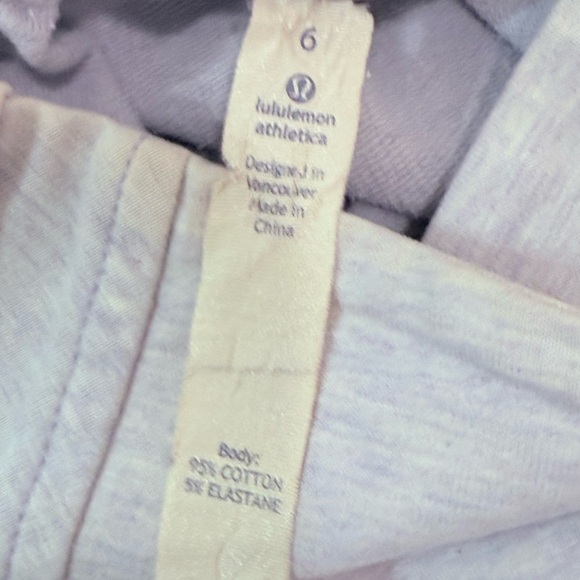 6
lululemon
athletica
Designed in
Vancouver
Made in
China
Body:
95% COTTON
5% ELASTANE